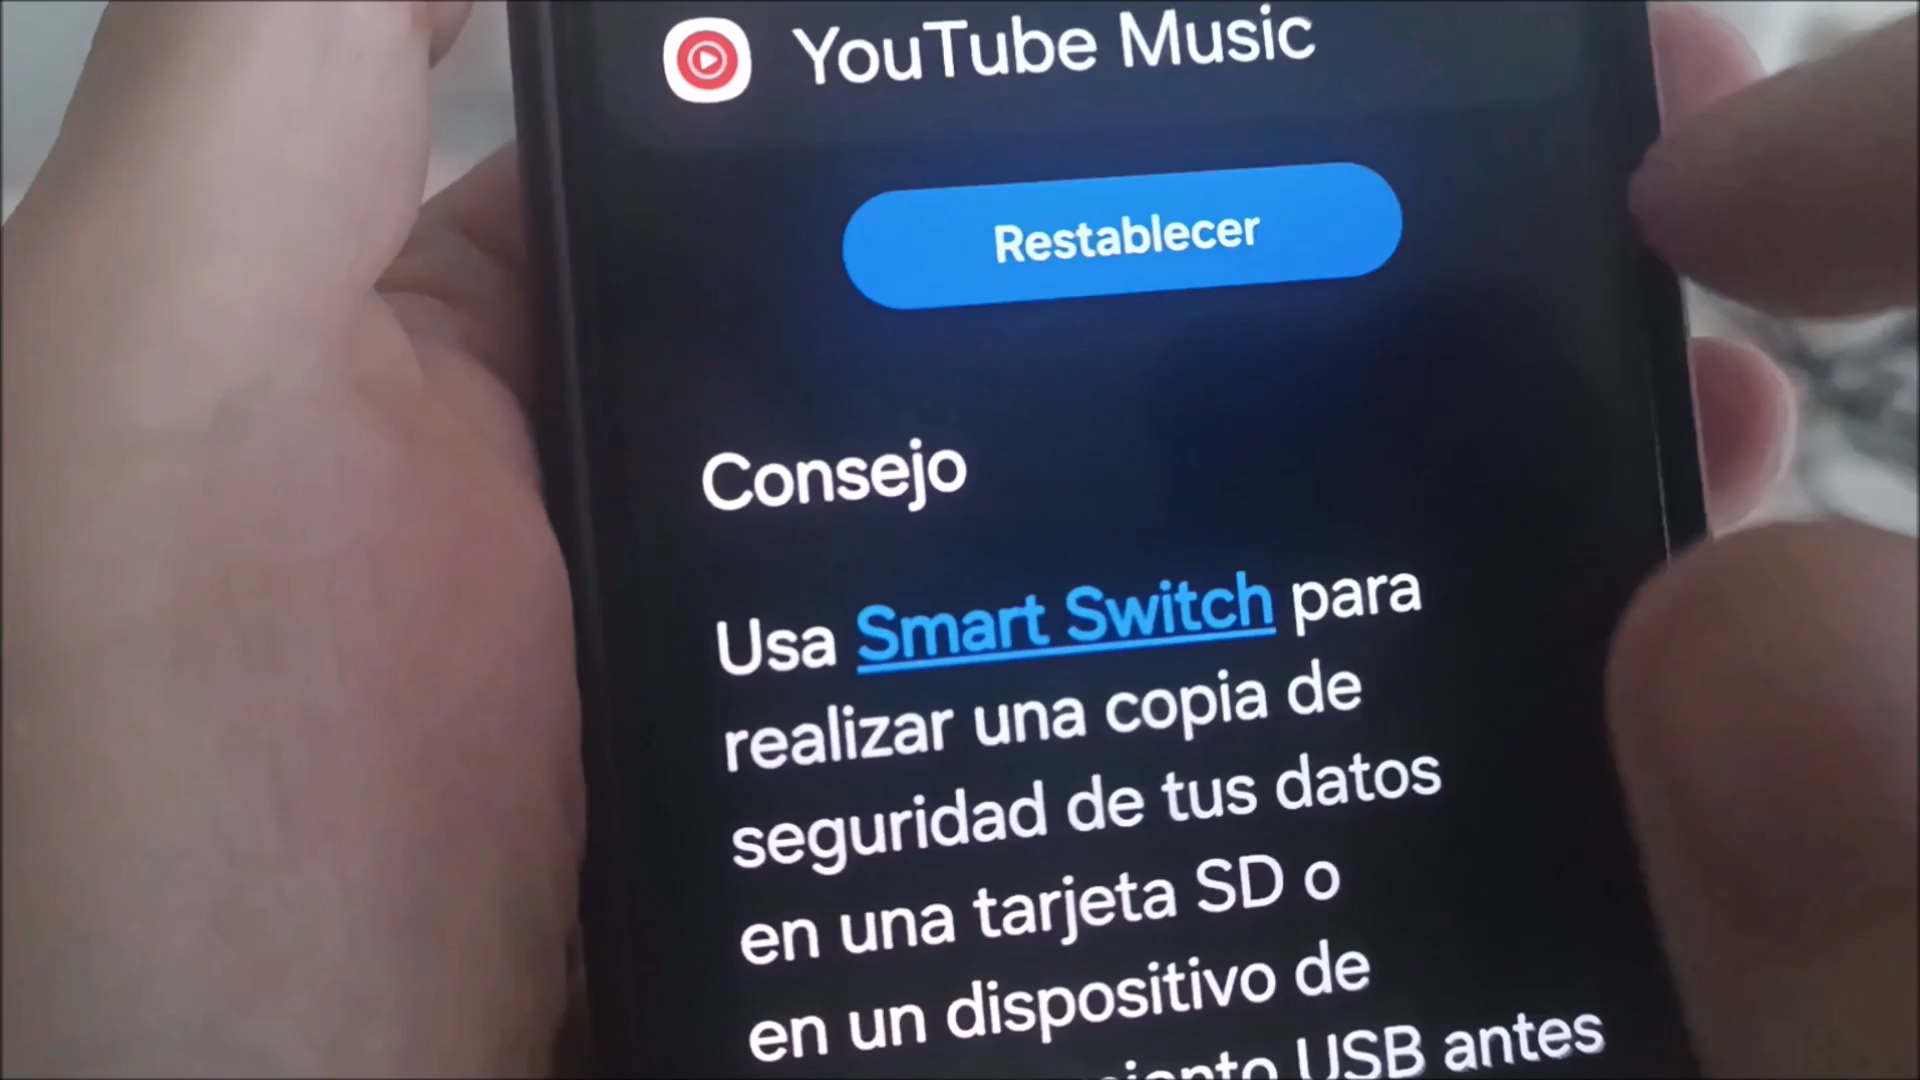 YouTube Music
Restablecer
Consejo
Usa Smart Switch para
realizar una copia de
seguridad de tus datos
en una tarjeta SD o
en un dispositivo de
USB antes